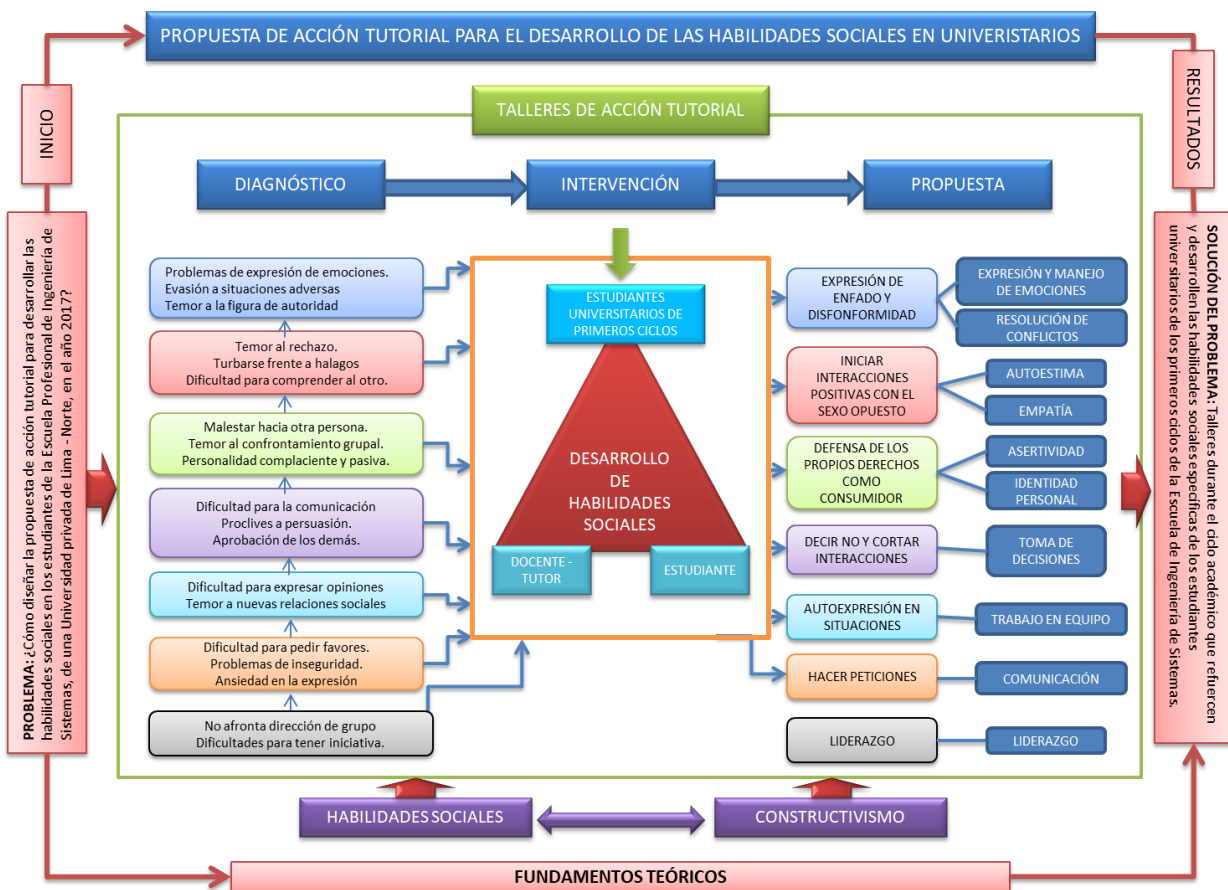 PROPUESTA DE ACCIÓN TUTORIAL PARA EL DESARROLLO DE LAS HABILIDADES SOCIALES EN UNIVERISTARIOS
INICIO
PROBLEMA: ¿Cómo diseñar la propuesta de acción tutorial para desarrollar las
habilidades sociales en los estudiantes de la Escuela Profesional de Ingeniería de
Sistemas, de una Universidad privada de Lima - Norte, en el año 2017?
TALLERES DE ACCIÓN TUTORIAL
DIAGNÓSTICO
INTERVENCIÓN
PROPUESTA
Problemas de expresión de emociones.
Evasión a situaciones adversas
Temor a la figura de autoridad
Temor al rechazo.
Turbarse frente a halagos
Dificultad para comprender al otro.
Malestar hacia otra persona.
Temor al confrontamiento grupal.
Personalidad complaciente y pasiva.
Dificultad para la comunicación
Proclives a persuasión.
Aprobación de los demás.
Dificultad para expresar opiniones
Temor a nuevas relaciones sociales
Dificultad para pedir favores.
Problemas de inseguridad.
Ansiedad en la expresión
No afronta dirección de grupo
Dificultades para tener iniciativa.
ESTUDIANTES
UNIVERSITARIOS DE
PRIMEROS CICLOS
DESARROLLO
DE
HABILIDADES
SOCIALES
DOCENTE -
TUTOR
ESTUDIANTE
EXPRESIÓN DE
ENFADO Y
DISFONFORMIDAD
EXPRESIÓN Y MANEJO
DE EMOCIONES
RESOLUCIÓN DE
CONFLICTOS
INICIAR
INTERACCIONES
POSITIVAS CON EL
SEXO OPUESTO
AUTOESTIMA
EMPATÍA
DEFENSA DE LOS
PROPIOS DERECHOS
COMO
CONSUMIDOR
ASERTIVIDAD
IDENTIDAD
PERSONAL
DECIR NO Y CORTAR
INTERACCIONES
TOMA DE
DECISIONES
AUTOEXPRESIÓN EN
SITUACIONES
TRABAJO EN EQUIPO
HACER PETICIONES
COMUNICACIÓN
LIDERAZGO
LIDERAZGO
RESULTADOS
SOLUCIÓN DEL PROBLEMA: Talleres durante el ciclo académico que refuercen
y desarrollen las habilidades sociales específicas de los estudiantes
universitarios de los primeros ciclos de la Escuela de Ingeniería de Sistemas.
HABILIDADES SOCIALES
CONSTRUCTIVISMO
FUNDAMENTOS TEÓRICOS